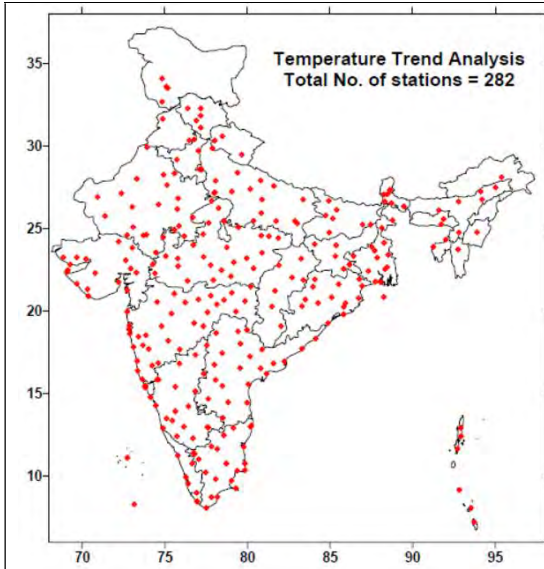 Temperature Trend Analysis
Total No. of stations = 282
35
30
25
20
15
10
70 75 80 85 90 95